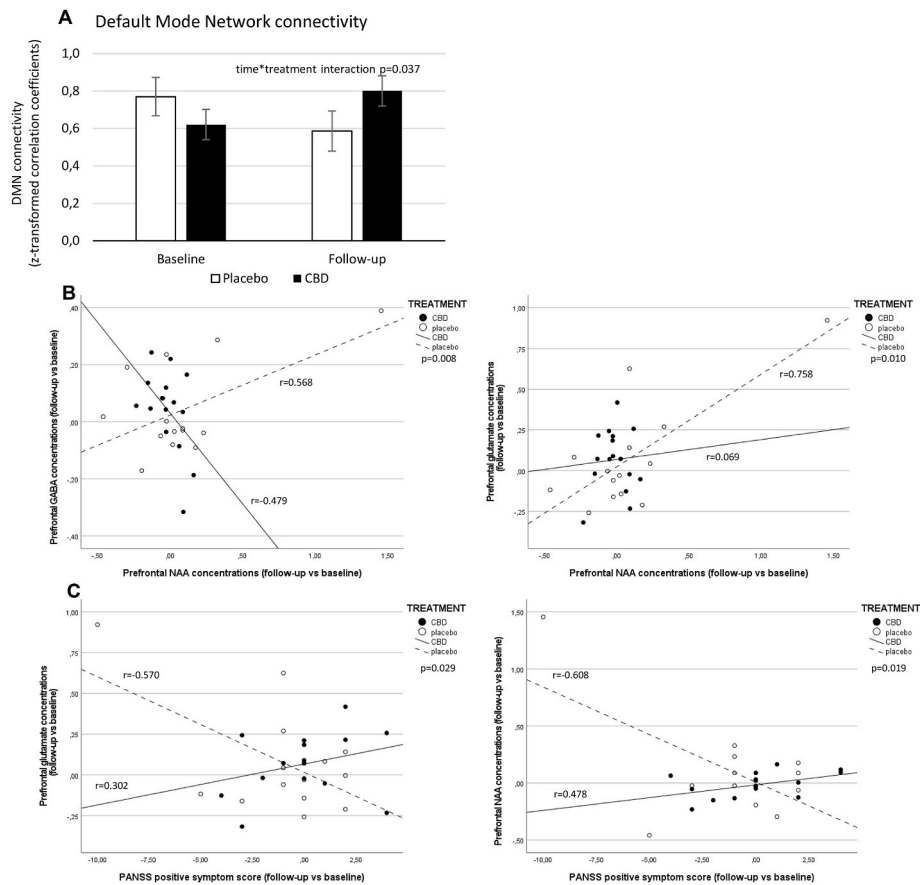 A Default Mode Network connectivity
DMN connectivity
(z-transformed correlation coefficients)
1,0
0,8
0,6
0,4
0,2
0,0
time*treatment interaction p=0.037
Baseline
Follow-up
Placebo
CBD
B
Prefrontal GABA concentrations (follow-up vs baseline)
,40
,20
,00
-,20
-,40
r=0.568
r=-0.479
-,50
,00
,50
1,00
1,50
Prefrontal NAA concentrations (follow-up vs baseline)
TREATMENT
CBD
placebo
CBD
placebo
p=0.008
Prefrontal glutamate concentrations
(follow-up vs baseline)
1,00
,75
,50
,25
,00
-,25
r=0.758
r=0.069
-,50
,00
,50
1,00
1,50
Prefrontal NAA concentrations (follow-up vs baseline)
TREATMENT
CBD
placebo
CBD
placebo
p=0.010
C
Prefrontal glutamate concentrations
(follow-up vs baseline)
1,00
,75
,50
,25
,00
-,25
r=-0.570
r=0.302
-10,00
-7,50
-5,00
-2,50
,00
2,50
PANSS positive symptom score (follow-up vs baseline)
TREATMENT
CBD
placebo
CBD
placebo
p=0.029
Prefrontal NAA concentrations (follow-up vs baseline)
1,50
1,00
,50
,00
-,50
r=-0.608
r=0.478
-10,00
-7,50
-5,00
-2,50
,00
2,50
PANSS positive symptom score (follow-up vs baseline)
TREATMENT
CBD
placebo
CBD
placebo
p=0.019